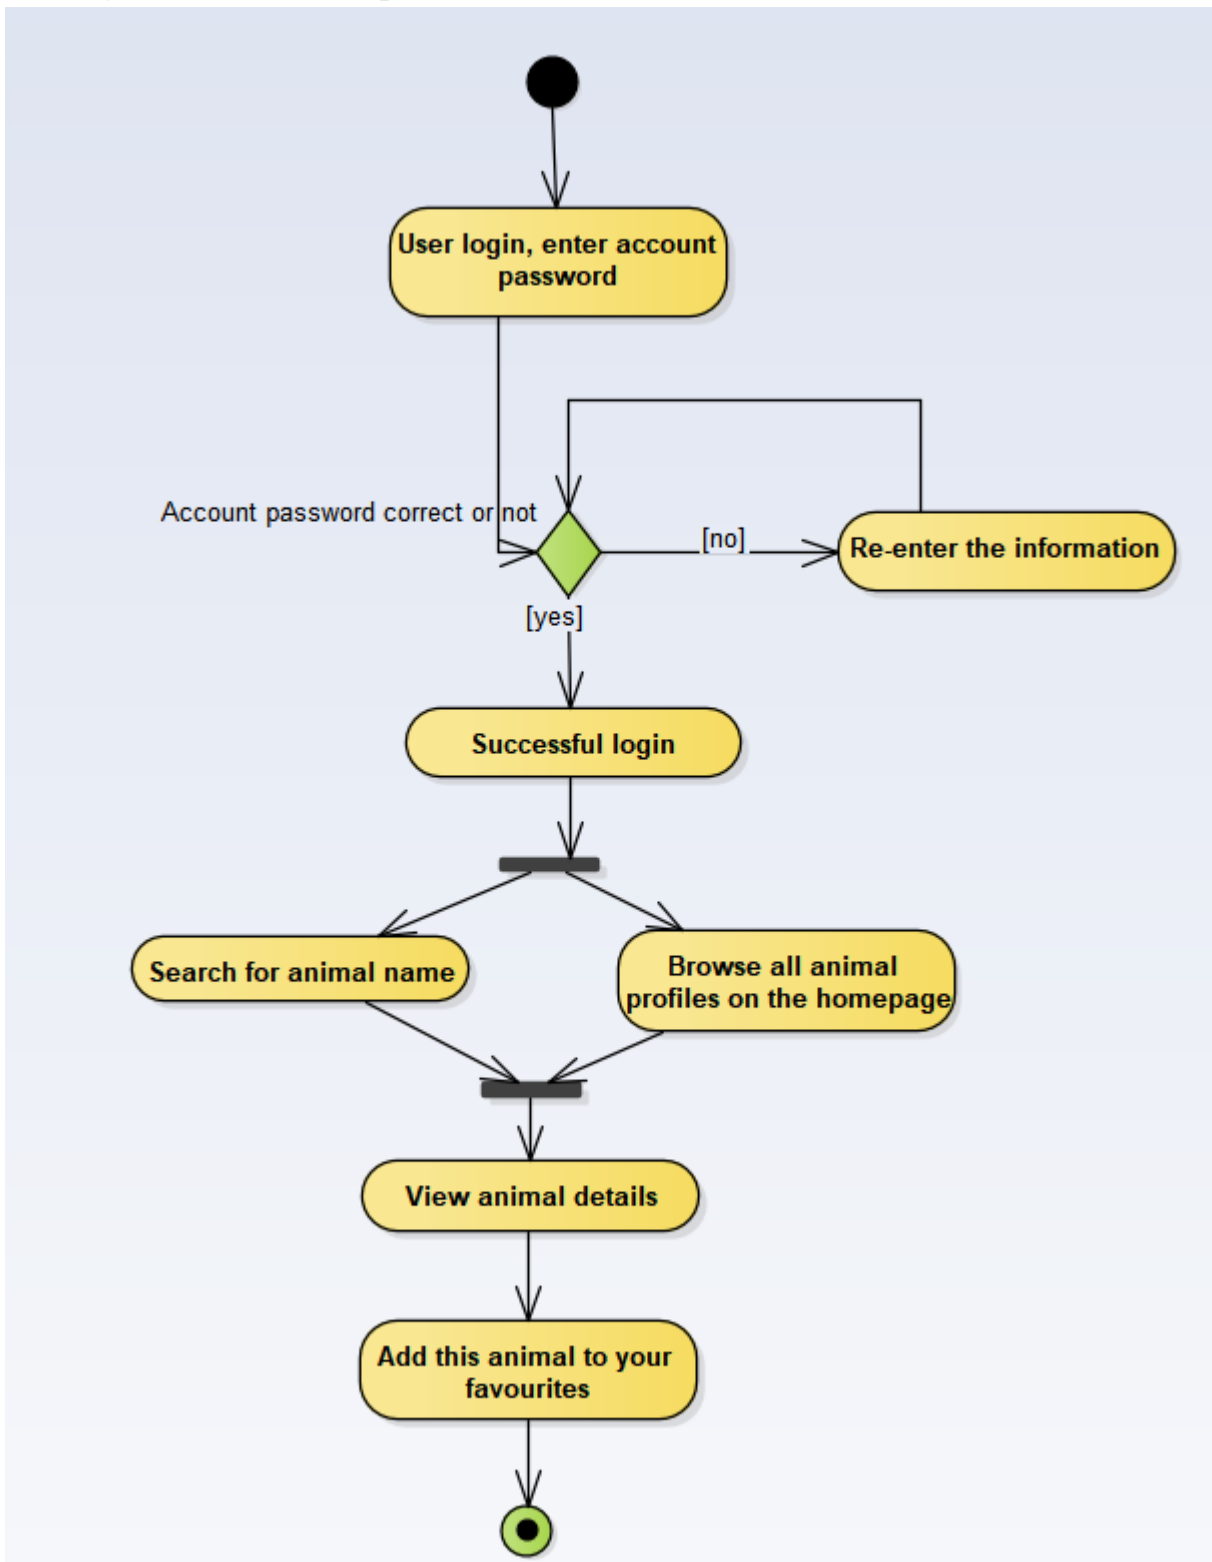 User login, enter account
password
Account password correct or not
[no]
Re-enter the information
[yes]
Successful login
Search for animal name
Browse all animal
profiles on the homepage
View animal details
Add this animal to your
favourites